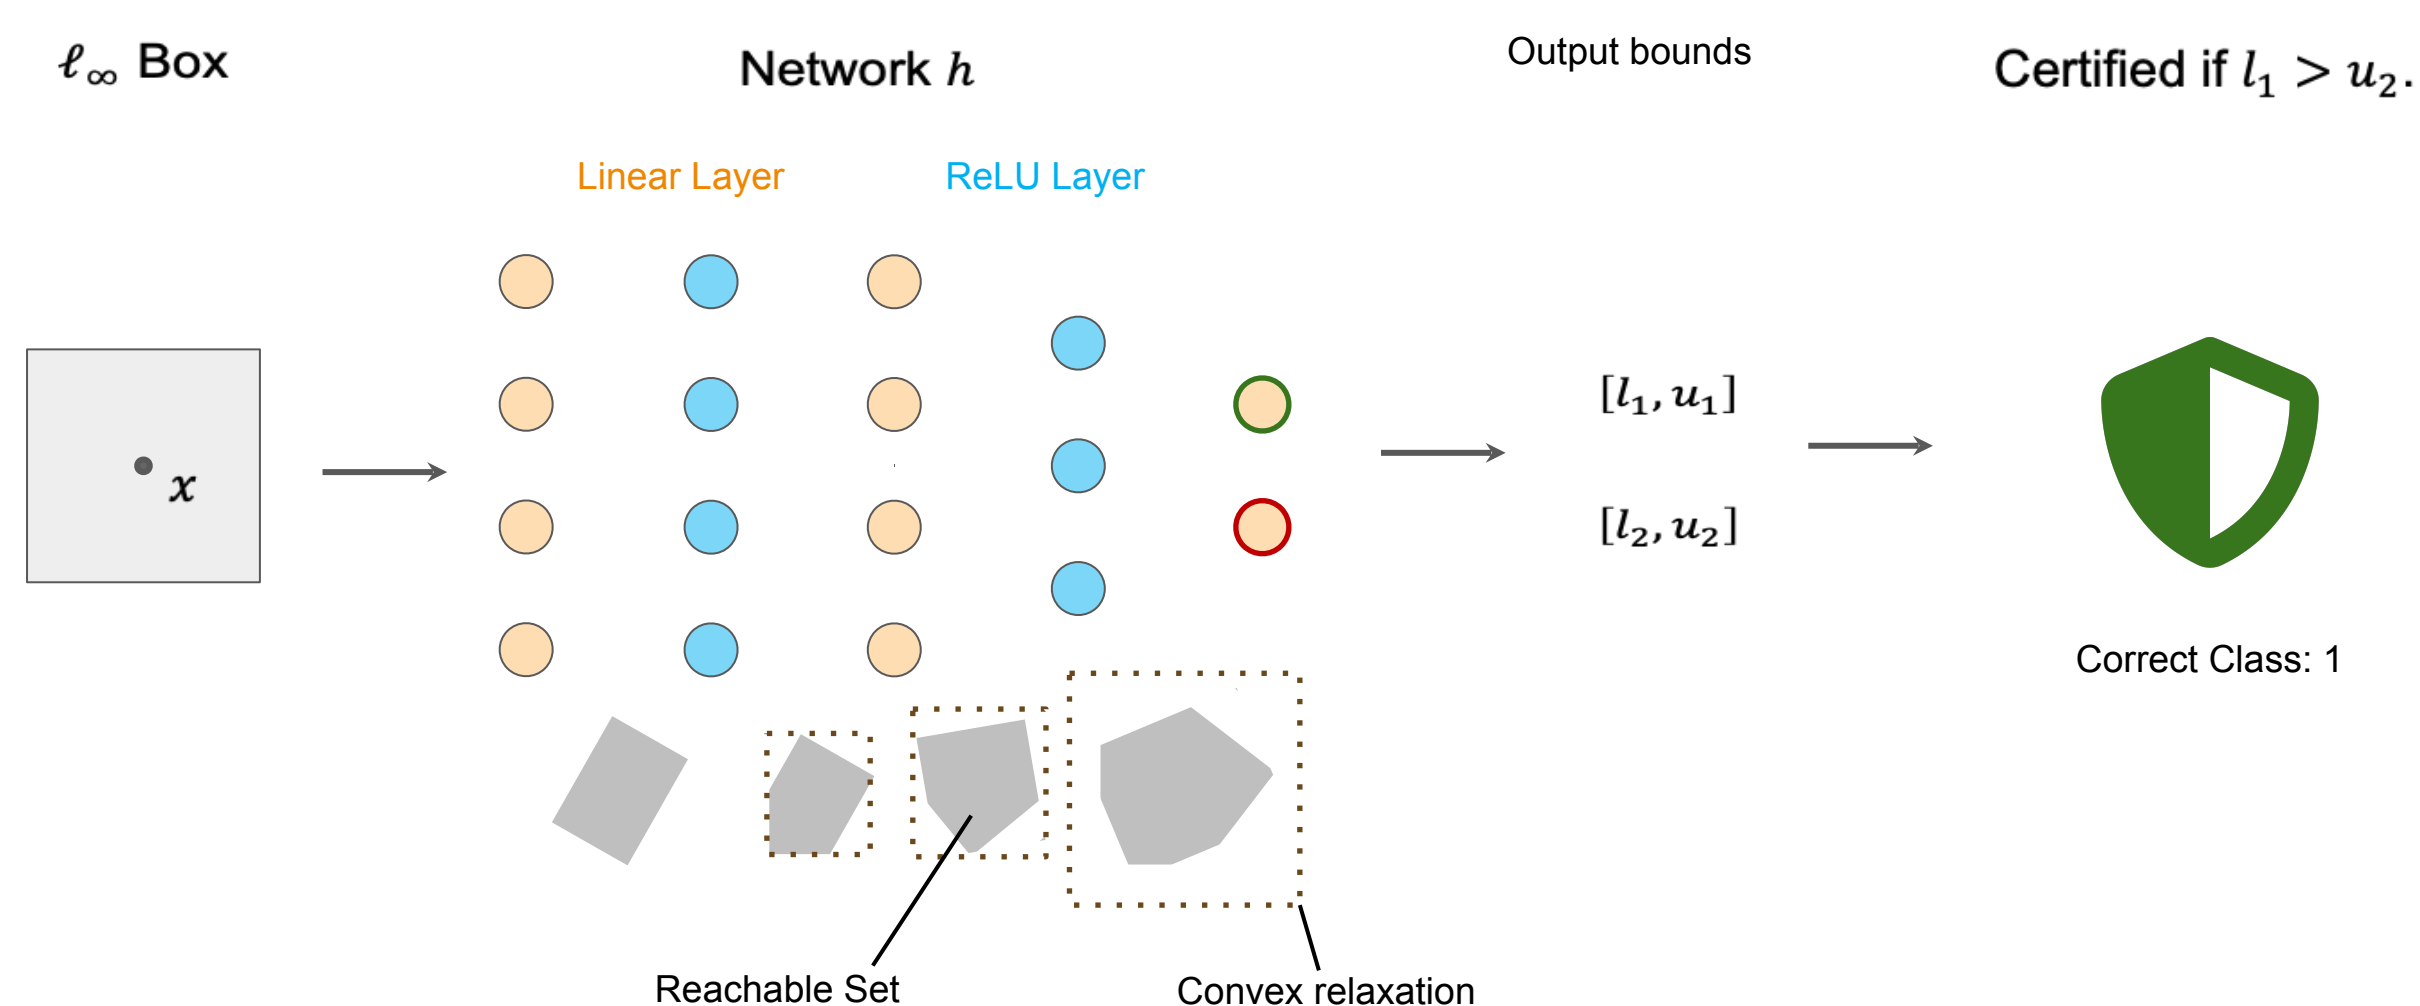 ℓ∞ Box
Network h
Output bounds
Certified if l₁ > u₂.
Linear Layer
ReLU Layer
x
[l₁, u₁]
[l₂, u₂]
Correct Class: 1
Reachable Set
Convex relaxation